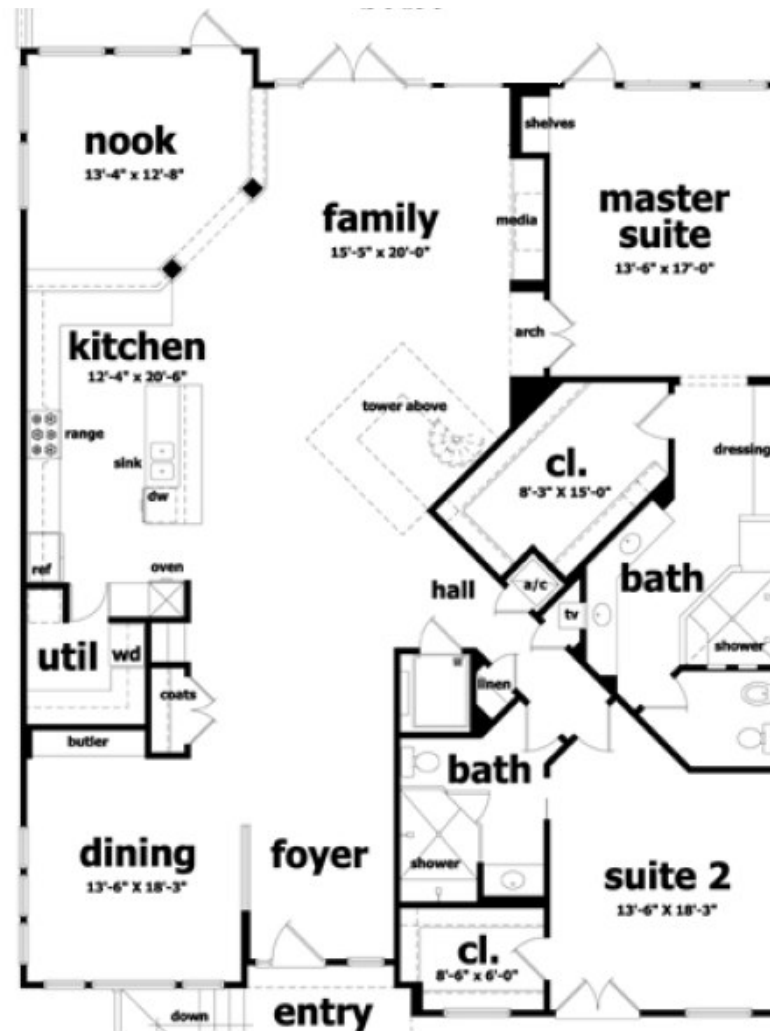 nook
13'-4" x 12'-8"
shelves
family
15'-5" x 20'-0"
media
master
suite
13'-6" x 17'-0"
arch
kitchen
12'-4" x 20'-6"
range
sink
dw
tower above
cl.
8'-3" X 15'-0"
dressing
ref
oven
hall
a/c
bath
tv
util
wd
shower
coats
linen
butler
bath
dining
13'-6" X 18'-3"
foyer
shower
suite 2
13'-6" X 18'-3"
cl.
8'-6" x 6'-0"
down
entry